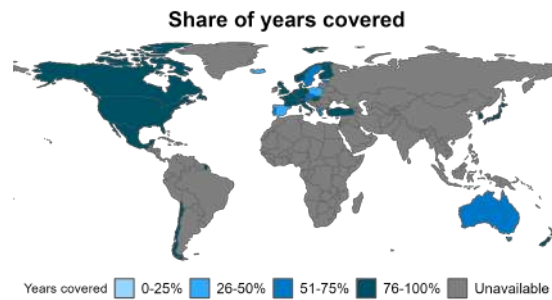 Share of years covered
Years covered 0-25% 26-50% 51-75% 76-100% Unavailable